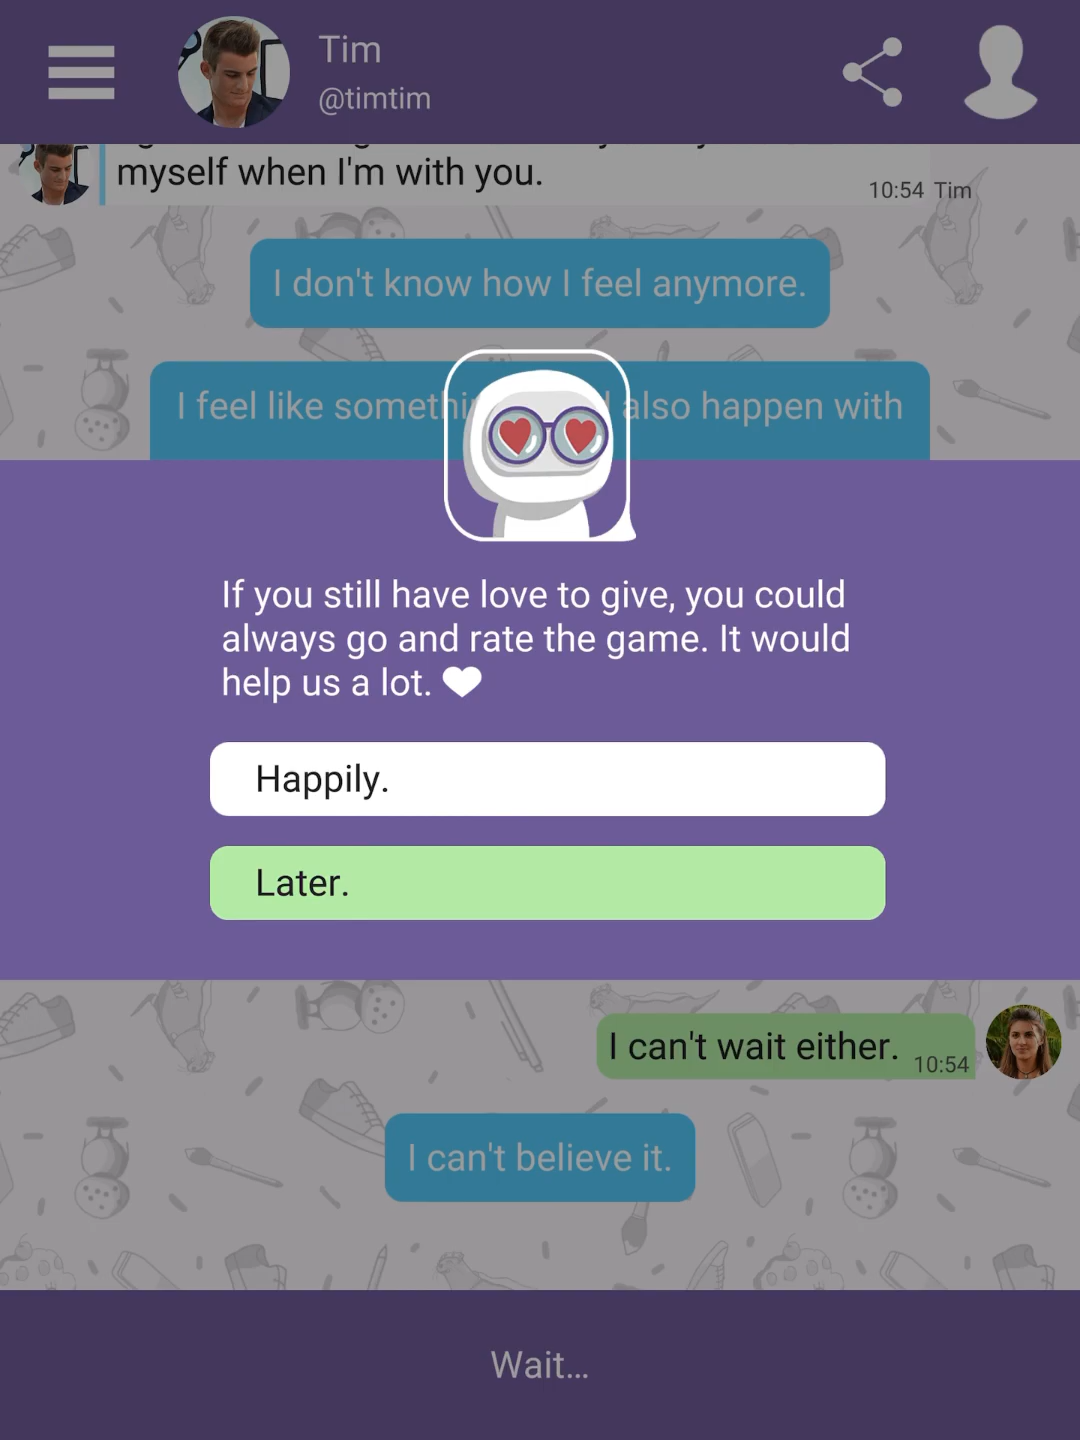 Tim
@timtim
myself when I'm with you.
10:54 Tim
I don't know how I feel anymore.
I feel like also happen with
If you still have love to give, you could
always go and rate the game. It would
help us a lot.
Happily.
Later.
I can't wait either.
10:54
I can't believe it.
Wait...